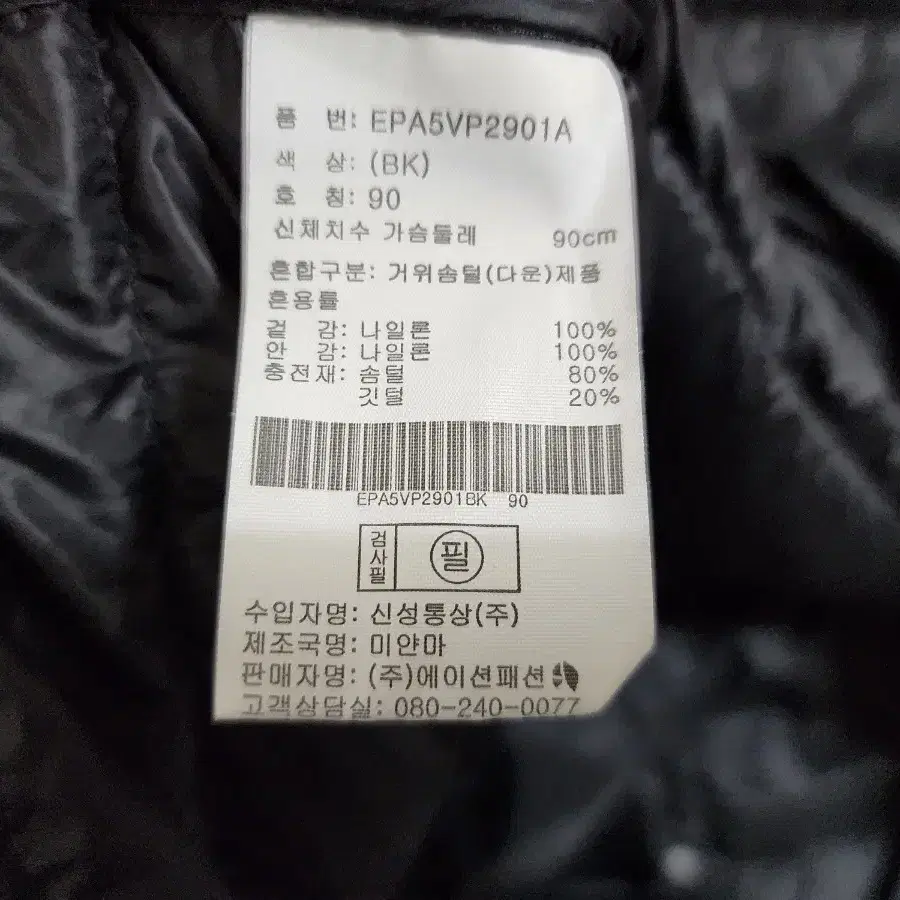 품 번: EPA5VP2901A
색 상: (BK)
호 칭: 90
신체치수 가슴둘레 90cm
혼합구분: 거위솜털(다운)제품
혼용률
겉 감: 나일론 100%
안 감: 나일론 100%
충전재: 솜털 80%
깃털 20%
EPA5VP2901BK 90
검사필 필
수입자명: 신성통상(주)
제조국명: 미얀마
판매자명: (주)에이션패션
고객상담실: 080-240-0077